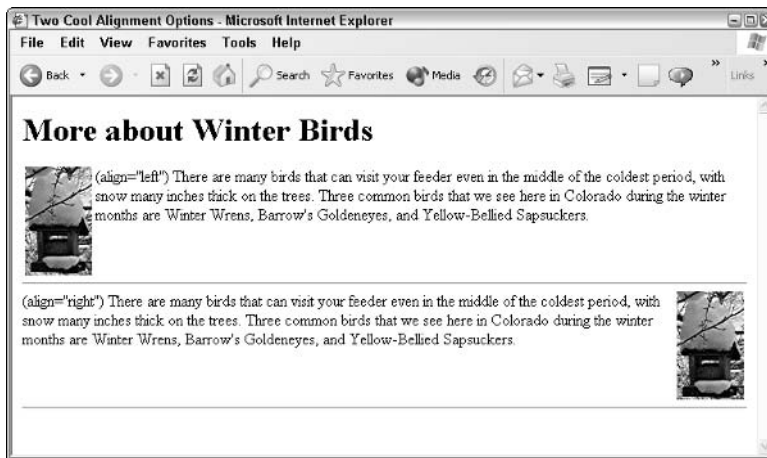 Two Cool Alignment Options - Microsoft Internet Explorer
File Edit View Favorites Tools Help
Back Search Favorites Media » Links »
More about Winter Birds
(align="left") There are many birds that can visit your feeder even in the middle of the coldest period, with
snow many inches thick on the trees. Three common birds that we see here in Colorado during the winter
months are Winter Wrens, Barrow's Goldeneyes, and Yellow-Bellied Sapsuckers.
(align="right") There are many birds that can visit your feeder even in the middle of the coldest period, with
snow many inches thick on the trees. Three common birds that we see here in Colorado during the winter
months are Winter Wrens, Barrow's Goldeneyes, and Yellow-Bellied Sapsuckers.